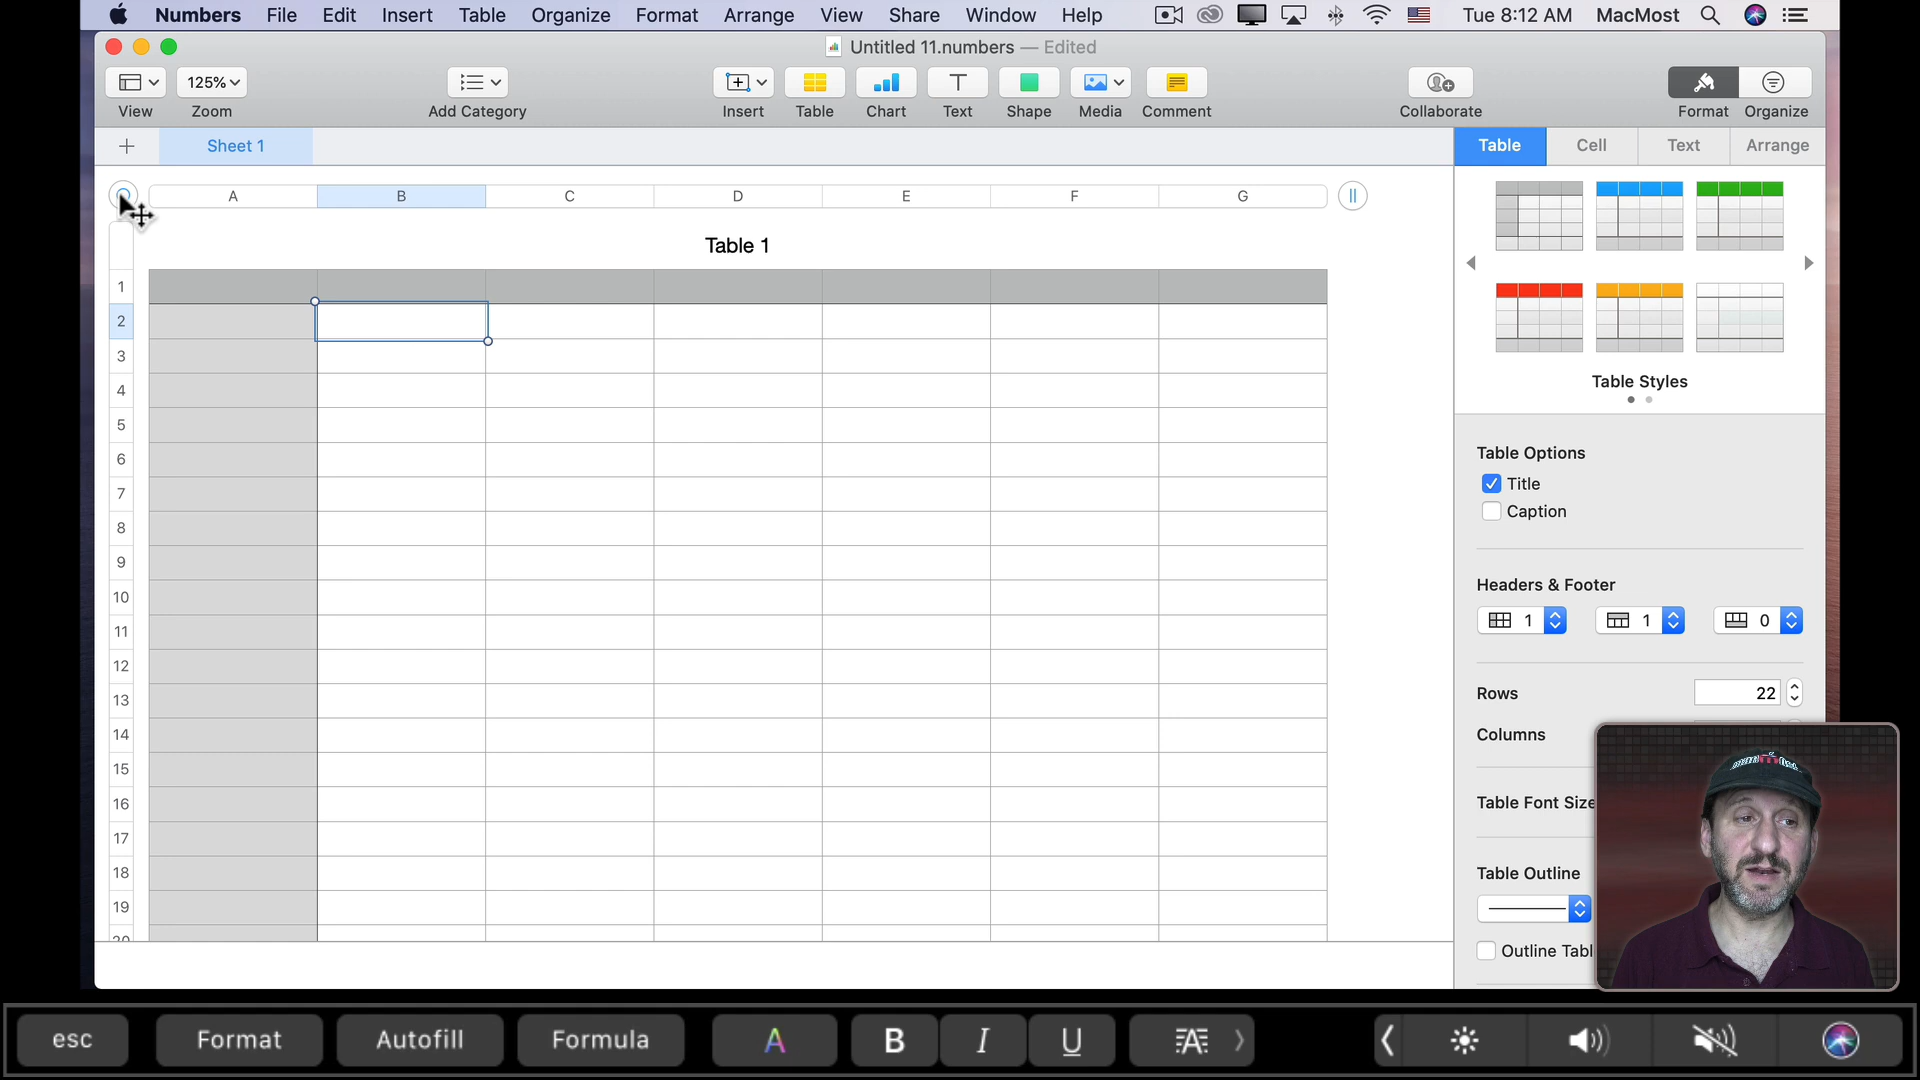 Numbers File Edit Insert Table Organize Format Arrange View Share Window Help Tue 8:12 AM MacMost
Untitled 11.numbers — Edited
125%
View Zoom Add Category Insert Table Chart Text Shape Media Comment Collaborate Format Organize
Sheet 1
Table Cell Text Arrange
A B C D E F G
Table 1
1
2
3
4
5
6
7
8
9
10
11
12
13
14
15
16
17
18
19
20
Table Styles
Table Options
Title
Caption
Headers & Footer
1 1 0
Rows 22
Columns
Table Font Size
Table Outline
Outline Tabl
esc Format Autofill Formula A B I U A